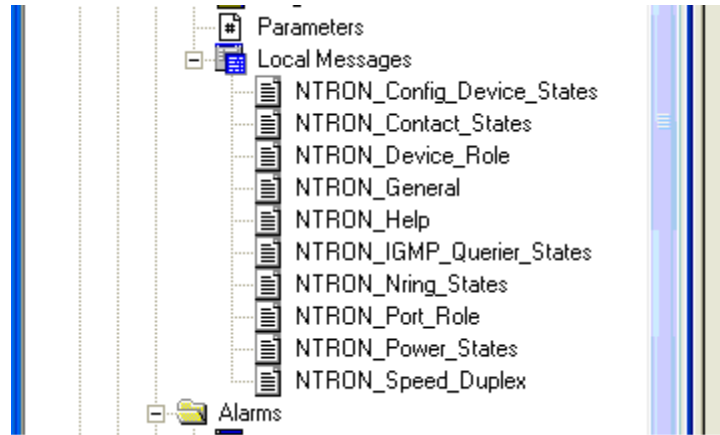 Parameters
Local Messages
NTRON_Config_Device_States
NTRON_Contact_States
NTRON_Device_Role
NTRON_General
NTRON_Help
NTRON_IGMP_Querier_States
NTRON_Nring_States
NTRON_Port_Role
NTRON_Power_States
NTRON_Speed_Duplex
Alarms